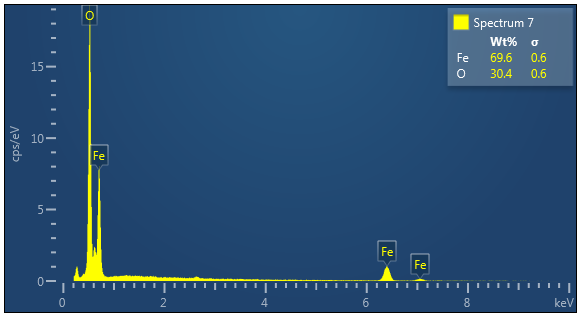 Spectrum 7
Wt% σ
Fe 69.6 0.6
O 30.4 0.6
O
Fe
Fe
Fe
cps/eV
15
10
5
0
0 2 4 6 8 keV